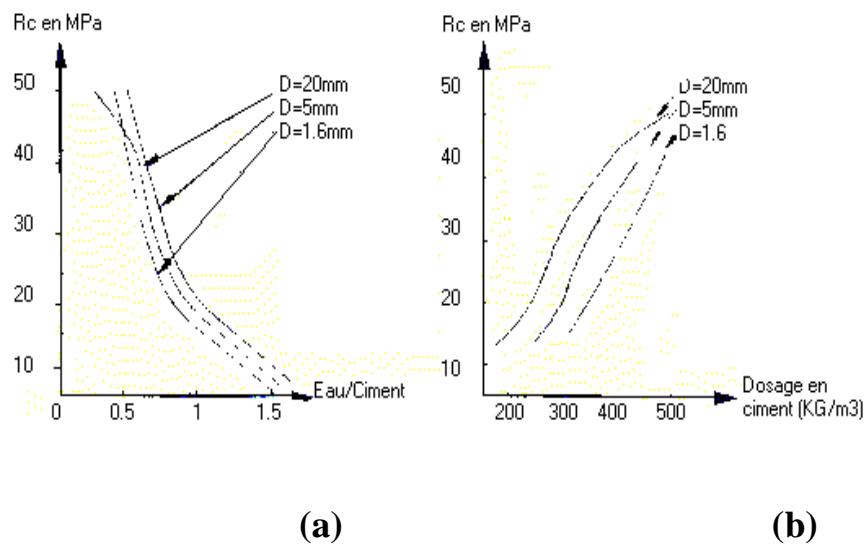 Rc en MPa
50
40
30
20
10
0
0.5
1
1.5
Eau/Ciment
D=20mm
D=5mm
D=1.6mm
(a)
Rc en MPa
50
40
30
20
10
200
300
400
500
Dosage en
ciment (KG/m3)
D=20mm
D=5mm
D=1.6
(b)